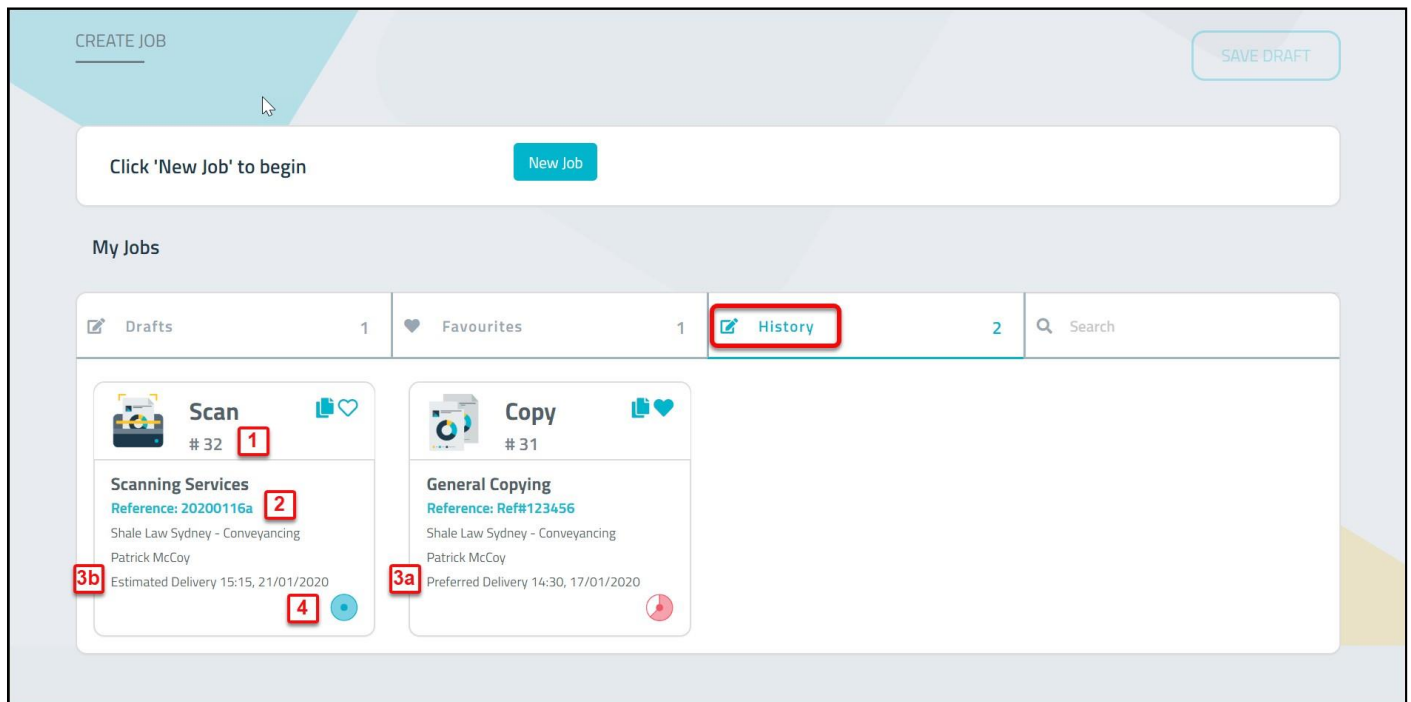 CREATE JOB
SAVE DRAFT
Click 'New Job' to begin
New Job
My Jobs
Drafts 1
Favourites 1
History 2
Search
Scan
# 32
1
Scanning Services
Reference: 20200116a
2
Shale Law Sydney - Conveyancing
Patrick McCoy
3b
Estimated Delivery 15:15, 21/01/2020
4
Copy
# 31
General Copying
Reference: Ref#123456
Shale Law Sydney - Conveyancing
Patrick McCoy
3a
Preferred Delivery 14:30, 17/01/2020